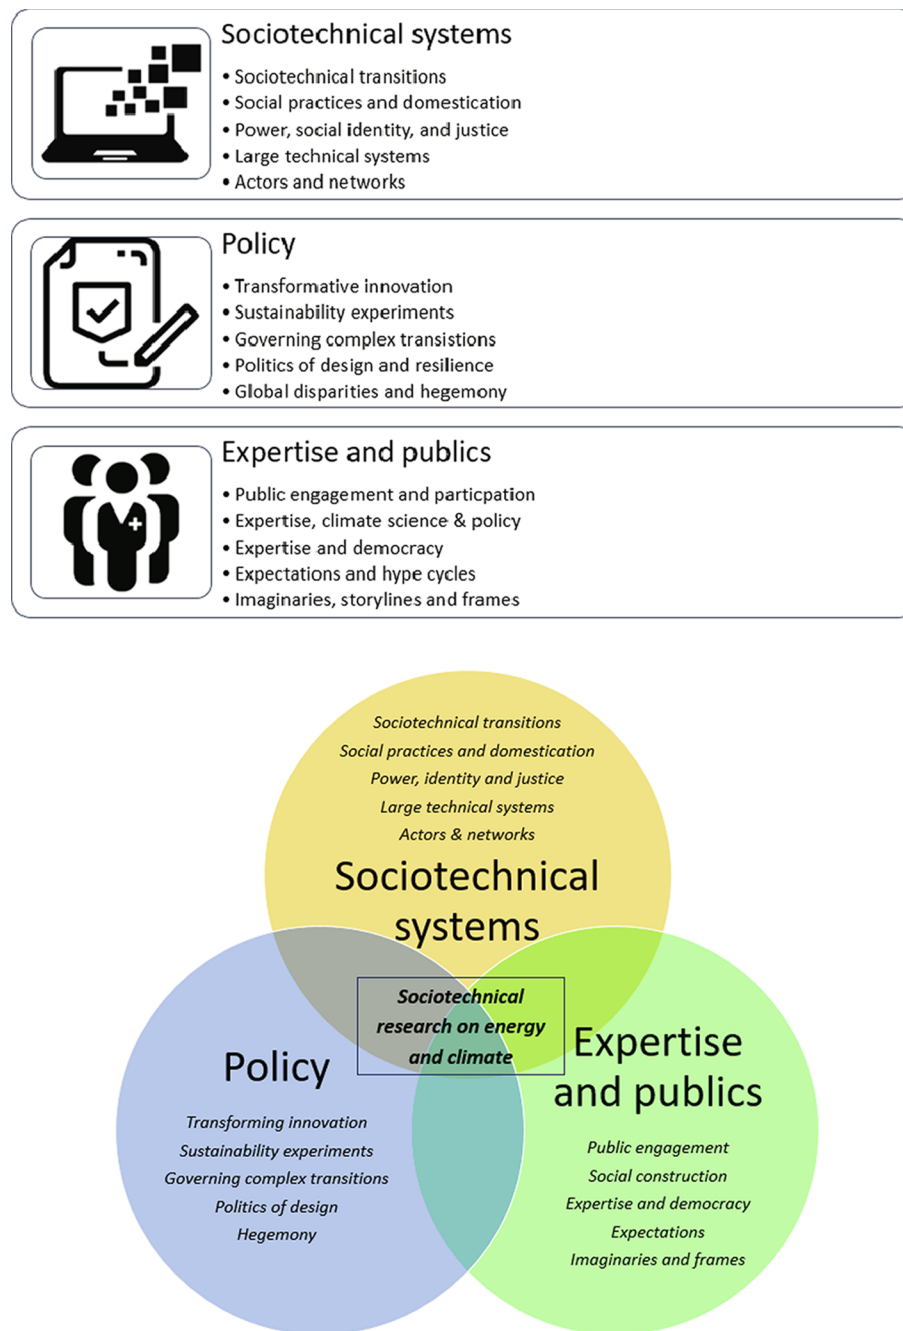 Sociotechnical systems
• Sociotechnical transitions
• Social practices and domestication
• Power, social identity, and justice
• Large technical systems
• Actors and networks
Policy
• Transformative innovation
• Sustainability experiments
• Governing complex transistions
• Politics of design and resilience
• Global disparities and hegemony
Expertise and publics
• Public engagement and particpation
• Expertise, climate science & policy
• Expertise and democracy
• Expectations and hype cycles
• Imaginaries, storylines and frames
Sociotechnical transitions
Social practices and domestication
Power, identity and justice
Large technical systems
Actors & networks
Sociotechnical
systems
Sociotechnical
research on energy
and climate
Policy
Transforming innovation
Sustainability experiments
Governing complex transitions
Politics of design
Hegemony
Expertise
and publics
Public engagement
Social construction
Expertise and democracy
Expectations
Imaginaries and frames